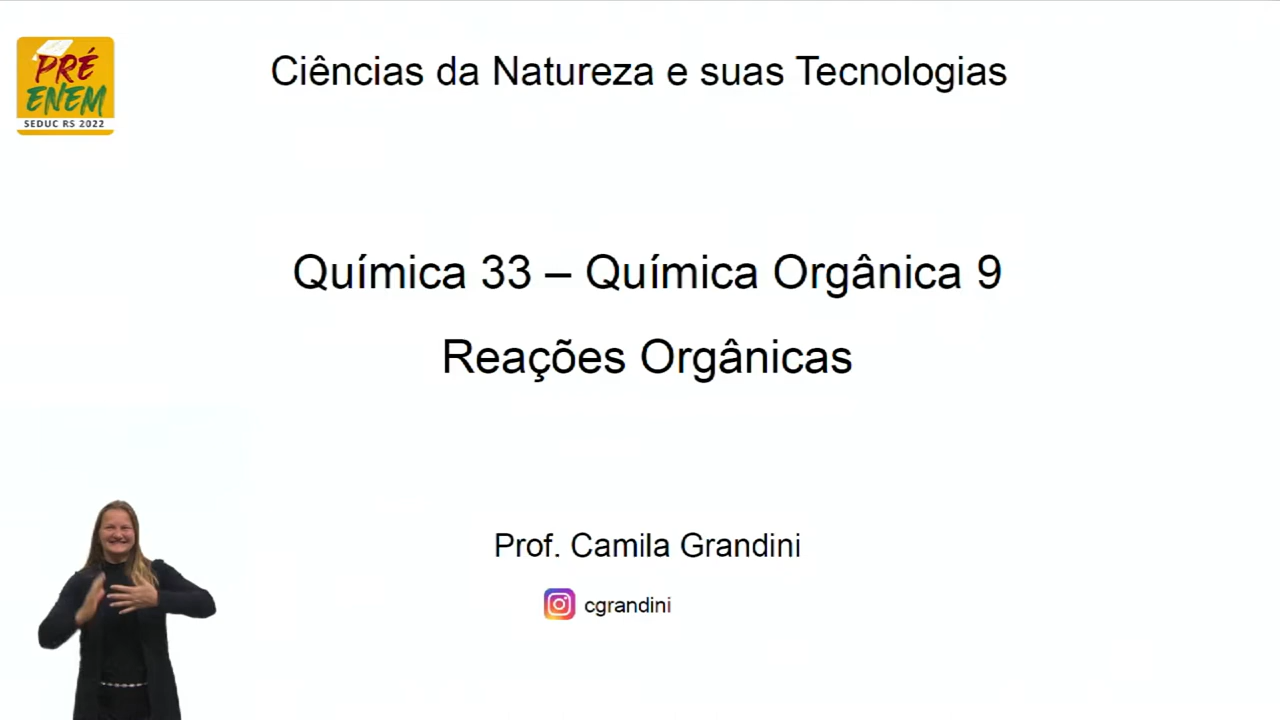 PRÉ
ENEM
SEDUC RS 2022
Ciências da Natureza e suas Tecnologias
Química 33 – Química Orgânica 9
Reações Orgânicas
Prof. Camila Grandini
cgrandini